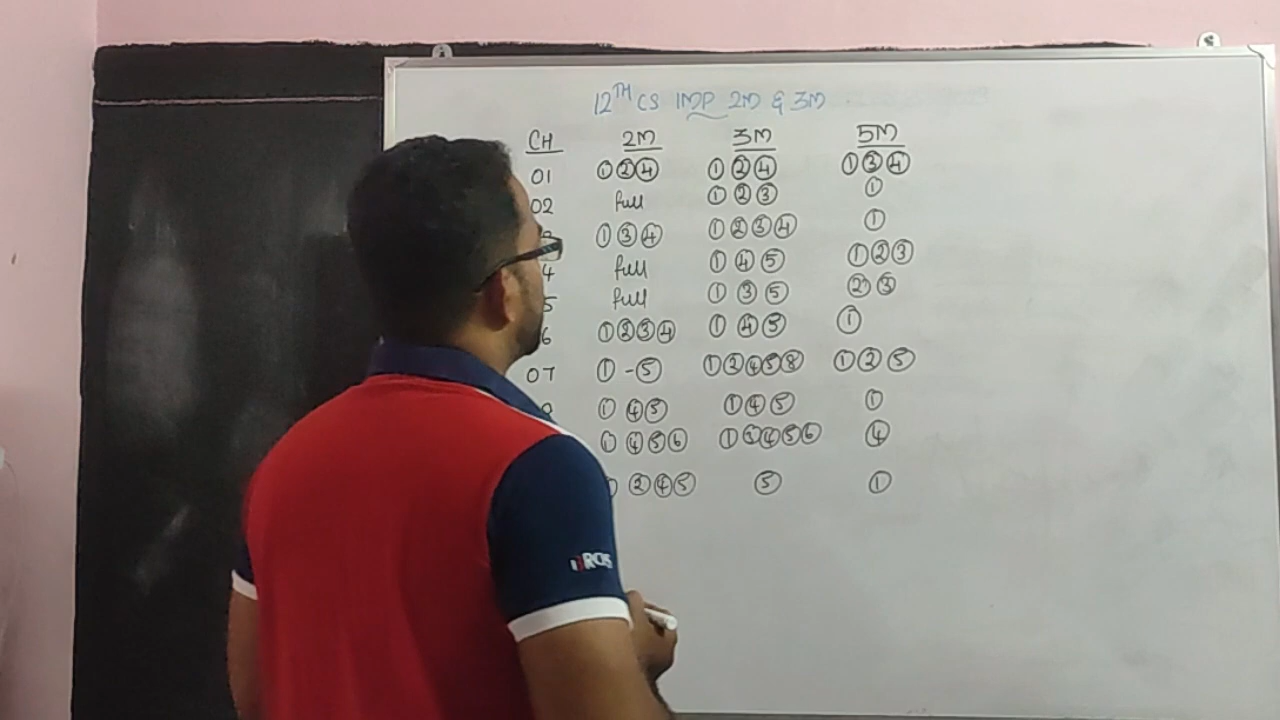 12TH CS IMP 2M & 3M
CH 2M 3M 5M
01 ① ② ④ ① ② ④ ① ③ ④
02 full ① ② ③ ①
① ③ ④ ① ② ③ ④ ①
4 full ① ④ ⑤ ① ② ③
5 full ① ③ ⑤ ② ③
6 ① ② ③ ④ ① ④ ⑤ ①
07 ① - ⑤ ① ② ④ ⑤ ⑧ ① ② ⑤
① ④ ⑤ ① ④ ⑤ ①
① ④ ⑤ ⑥ ① ④ ⑤ ⑥ ④
② ④ ⑤ ⑤ ①